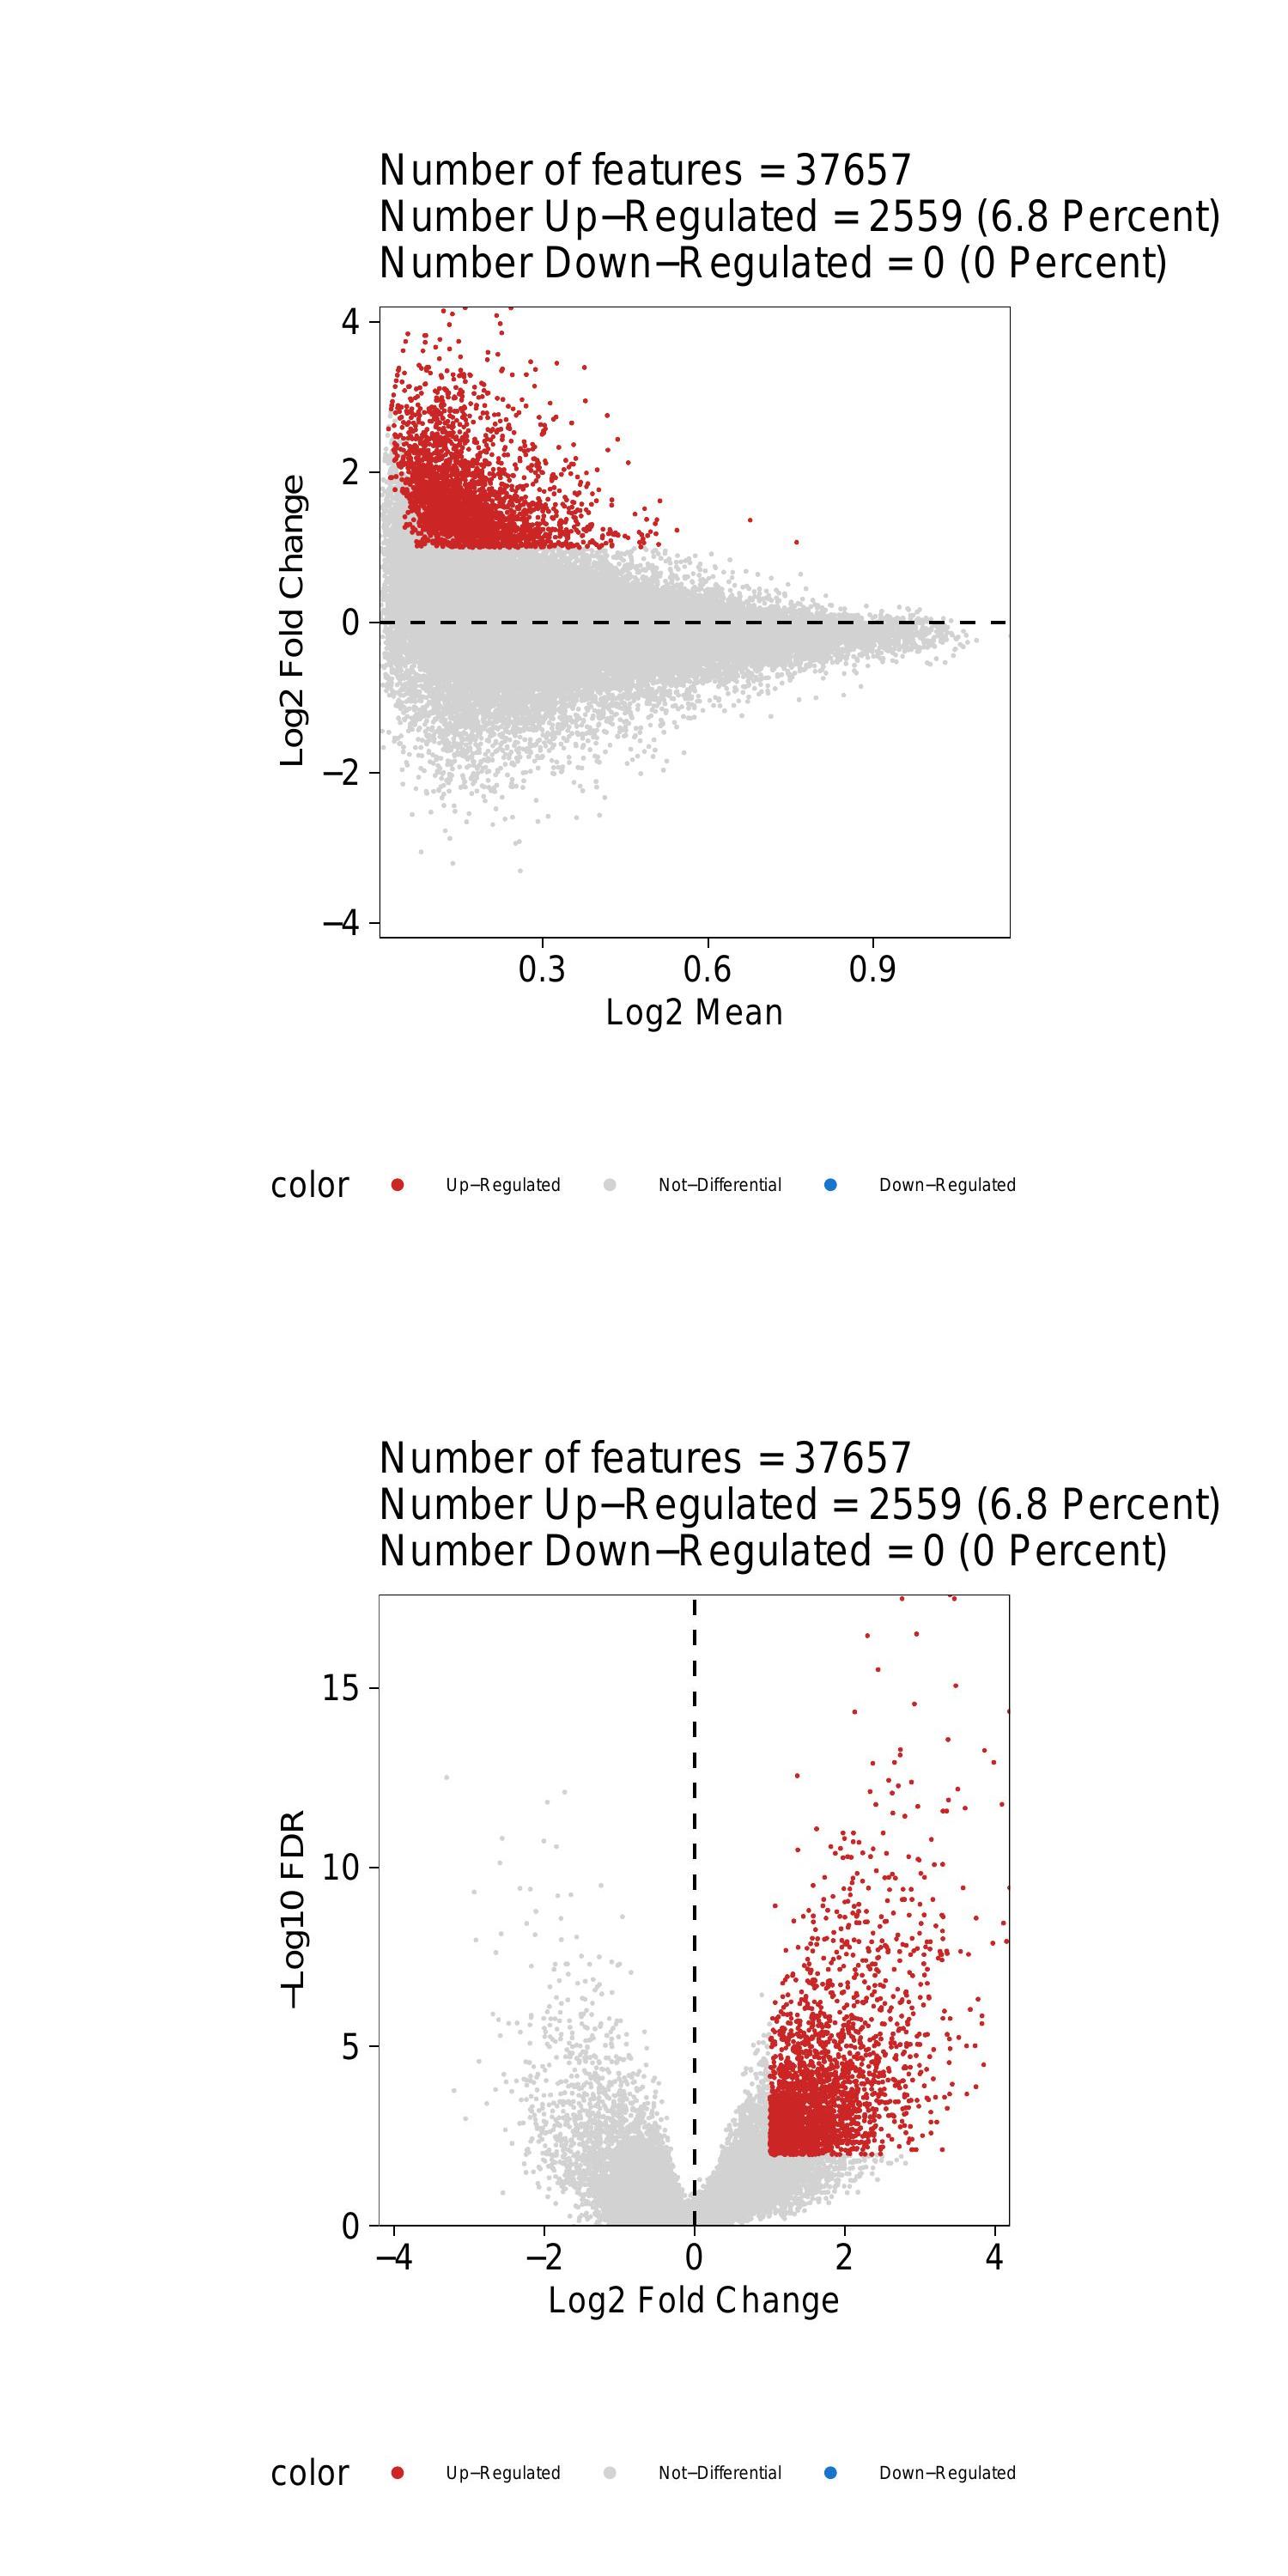 Number of features = 37657
Number Up−Regulated = 2559 (6.8 Percent)
Number Down−Regulated = 0 (0 Percent)
4
2
0
−2
−4
Log2 Fold Change
0.3 0.6 0.9
Log2 Mean
color Up−Regulated Not−Differential Down−Regulated
Number of features = 37657
Number Up−Regulated = 2559 (6.8 Percent)
Number Down−Regulated = 0 (0 Percent)
15
10
5
0
−Log10 FDR
−4 −2 0 2 4
Log2 Fold Change
color Up−Regulated Not−Differential Down−Regulated